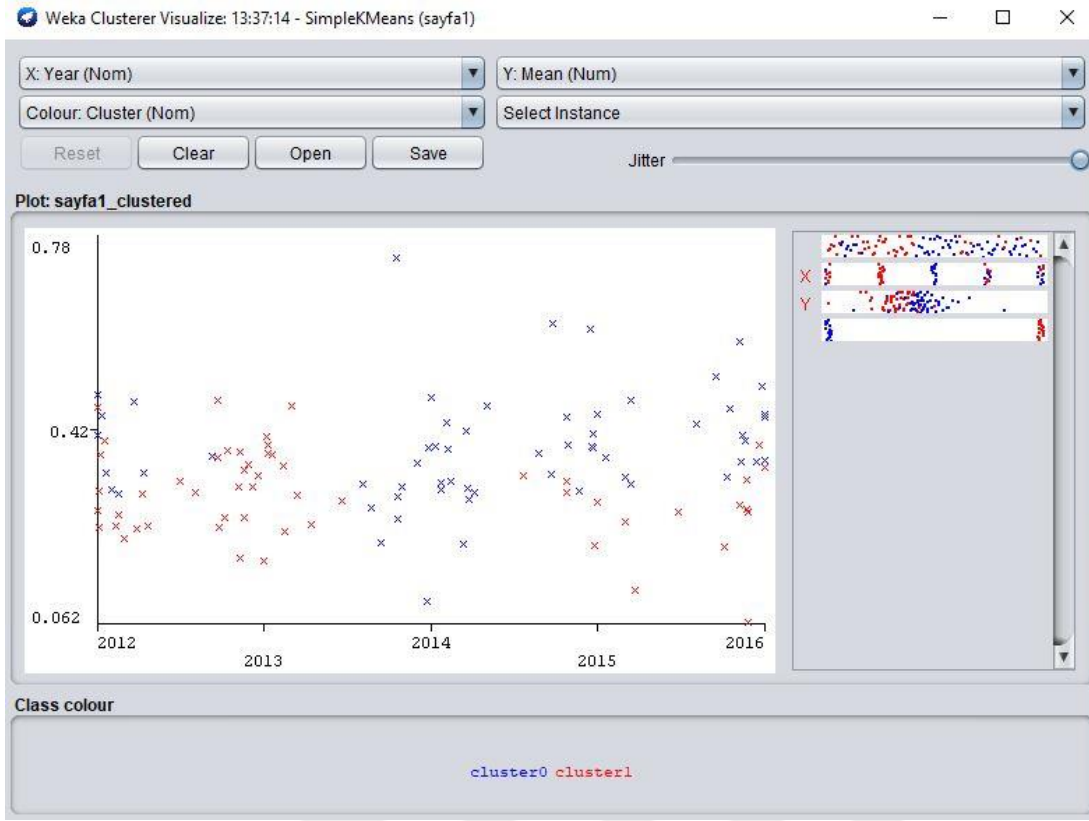 Weka Clusterer Visualize: 13:37:14 - SimpleKMeans (sayfa1)
X: Year (Nom) Y: Mean (Num)
Colour: Cluster (Nom) Select Instance
Reset Clear Open Save Jitter
Plot: sayfa1_clustered
0.78
X
Y
0.42
0.062
2012 2014 2016
2013 2015
Class colour
cluster0 cluster1